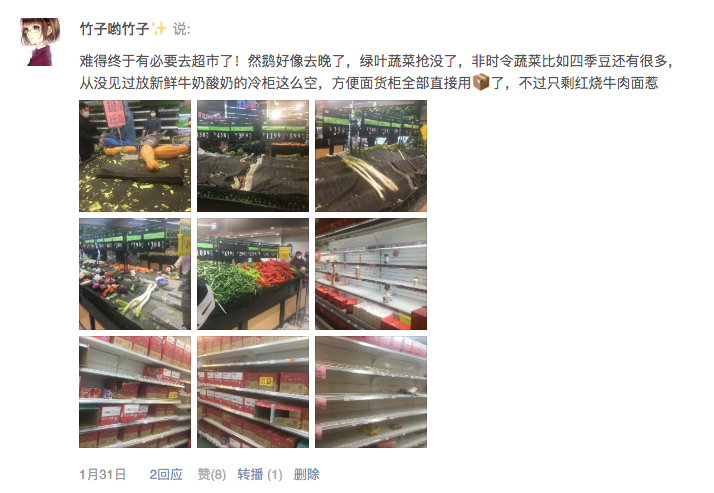 竹子哟竹子✨ 说:
难得终于有必要去超市了！然鹅好像去晚了，绿叶蔬菜抢没了，非时令蔬菜比如四季豆还有很多，
从没见过放新鲜牛奶酸奶的冷柜这么空，方便面货柜全部直接用📦了，不过只剩红烧牛肉面惹
1月31日 2回应 赞(8) 转播 (1) 删除